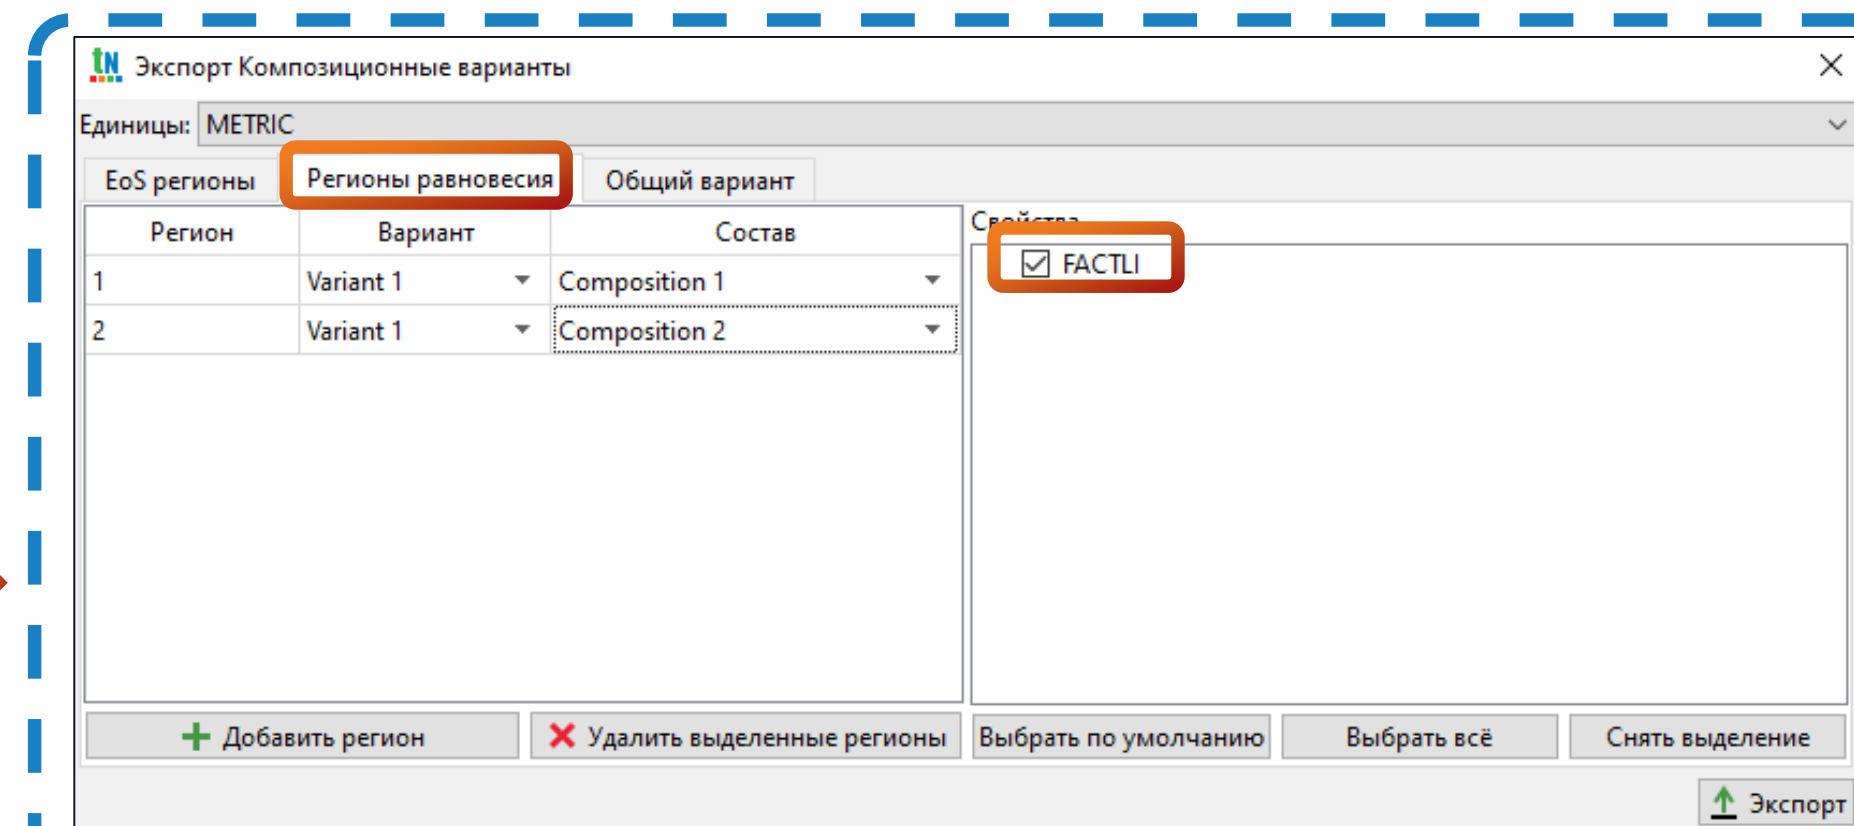 tN Экспорт Композиционные варианты
Единицы: METRIC
EoS регионы Регионы равновесия Общий вариант
Регион Вариант Состав Свойства
FACTLI
1 Variant 1 Composition 1
2 Variant 1 Composition 2
Добавить регион Удалить выделенные регионы Выбрать по умолчанию Выбрать всё Снять выделение
Экспорт